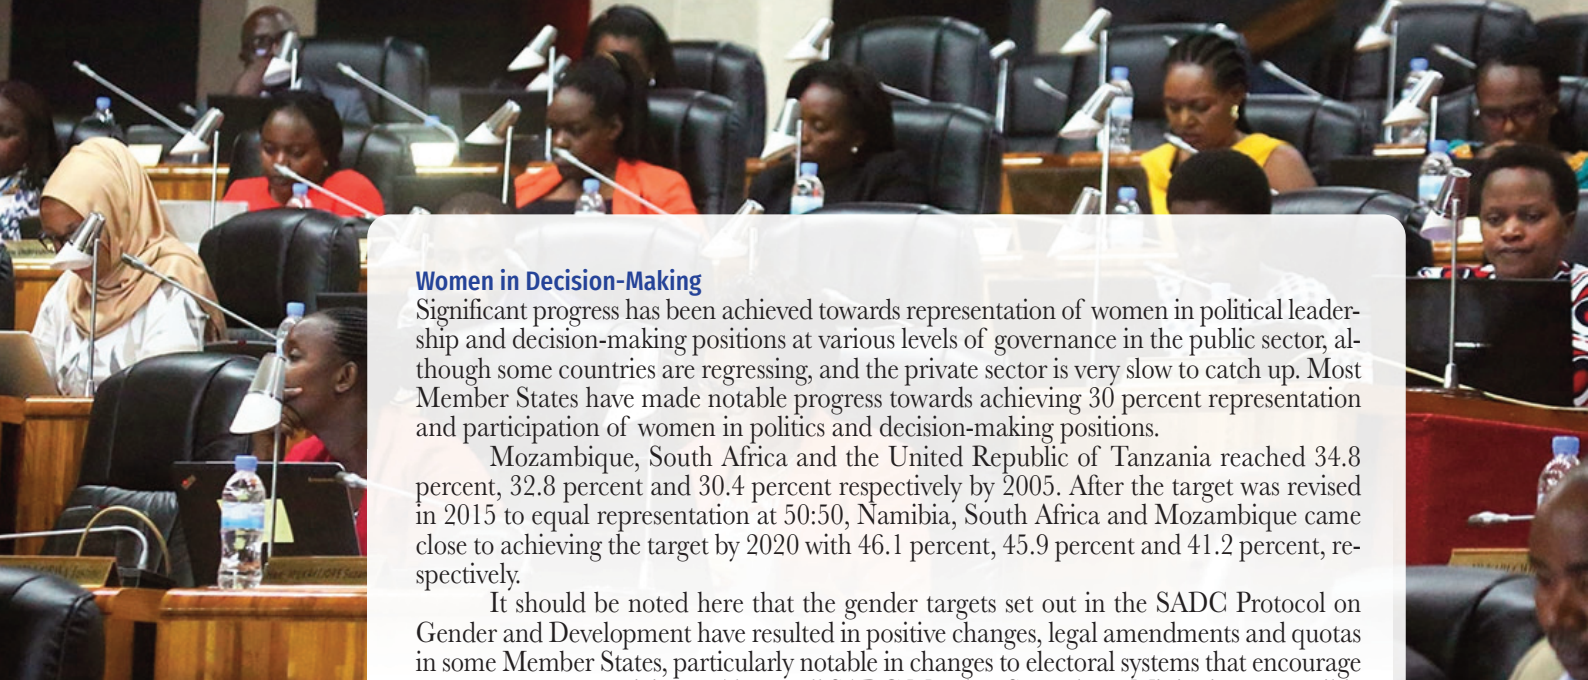 Women in Decision-Making
Significant progress has been achieved towards representation of women in political leader-
ship and decision-making positions at various levels of governance in the public sector, al-
though some countries are regressing, and the private sector is very slow to catch up. Most
Member States have made notable progress towards achieving 30 percent representation
and participation of women in politics and decision-making positions.
Mozambique, South Africa and the United Republic of Tanzania reached 34.8
percent, 32.8 percent and 30.4 percent respectively by 2005. After the target was revised
in 2015 to equal representation at 50:50, Namibia, South Africa and Mozambique came
close to achieving the target by 2020 with 46.1 percent, 45.9 percent and 41.2 percent, re-
spectively.
It should be noted here that the gender targets set out in the SADC Protocol on
Gender and Development have resulted in positive changes, legal amendments and quotas
in some Member States, particularly notable in changes to electoral systems that encourage